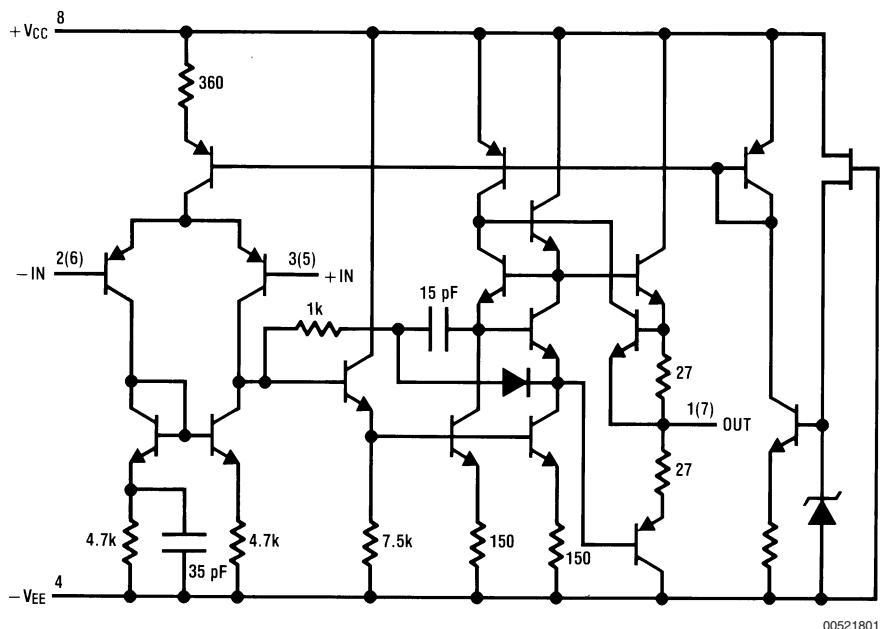 +VCC 8
360
-IN 2(6)
3(5) +IN
1k
15 pF
27
1(7) OUT
27
4.7k
35 pF
4.7k
7.5k
150
150
-VEE 4
00521801